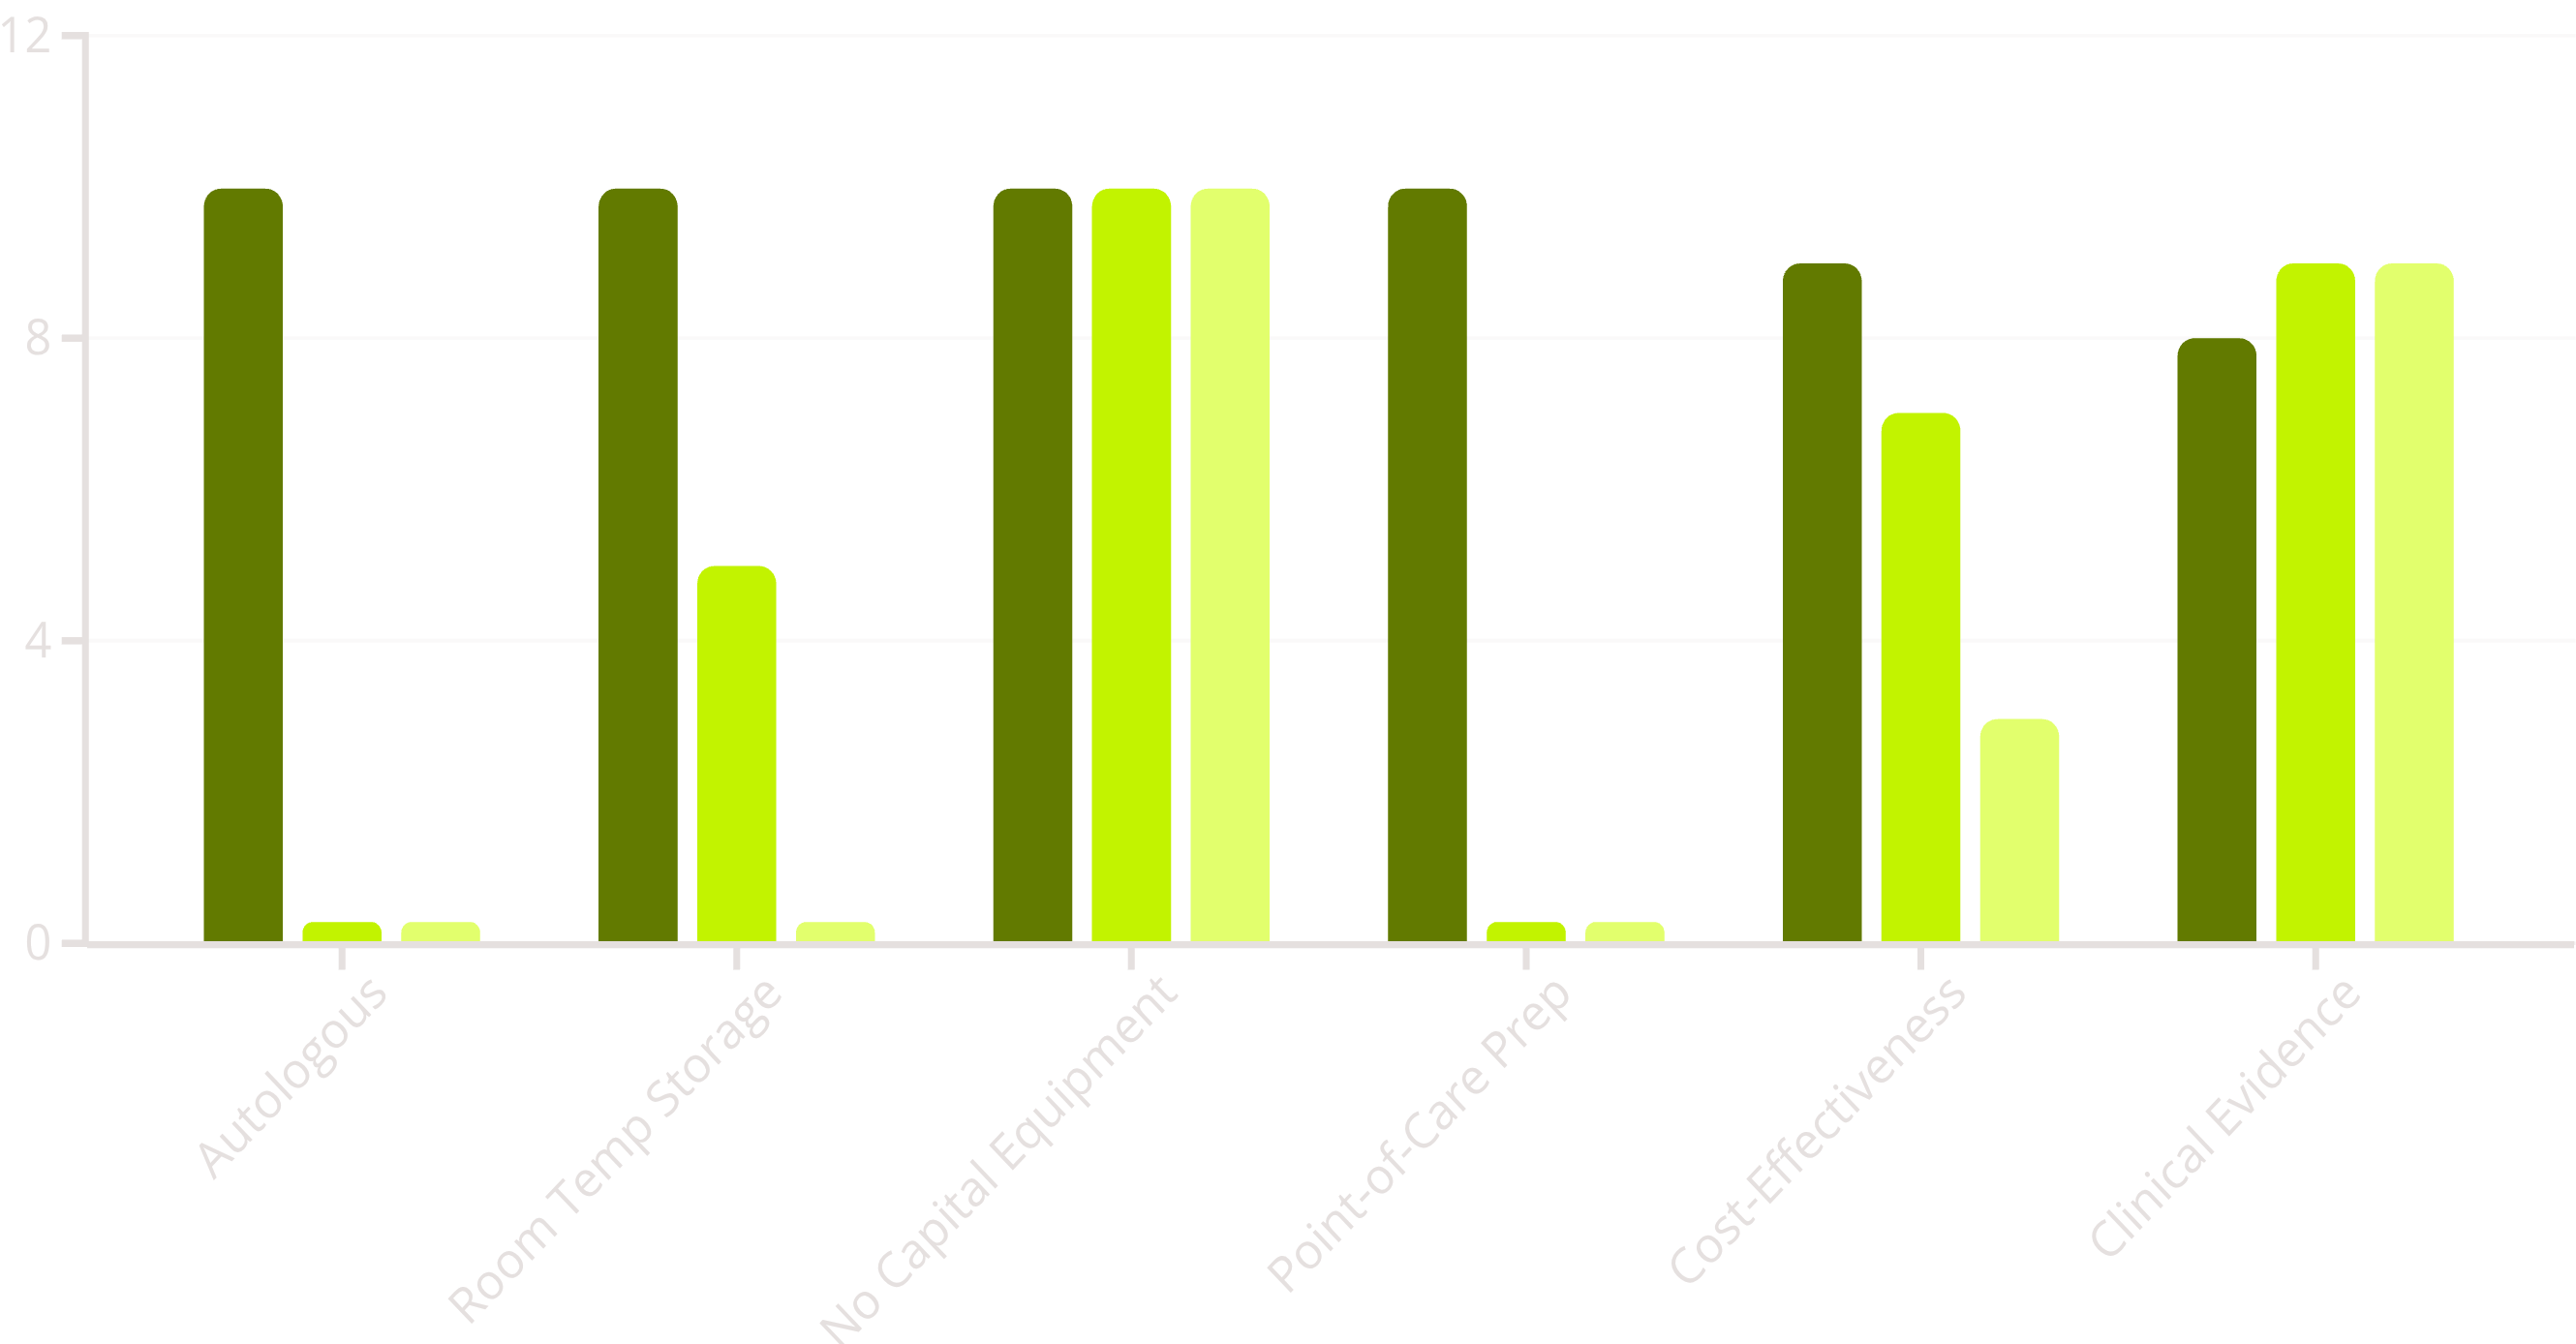 12
8
4
0
Autologous
Room Temp Storage
No Capital Equipment
Point-of-Care Prep
Cost-Effectiveness
Clinical Evidence